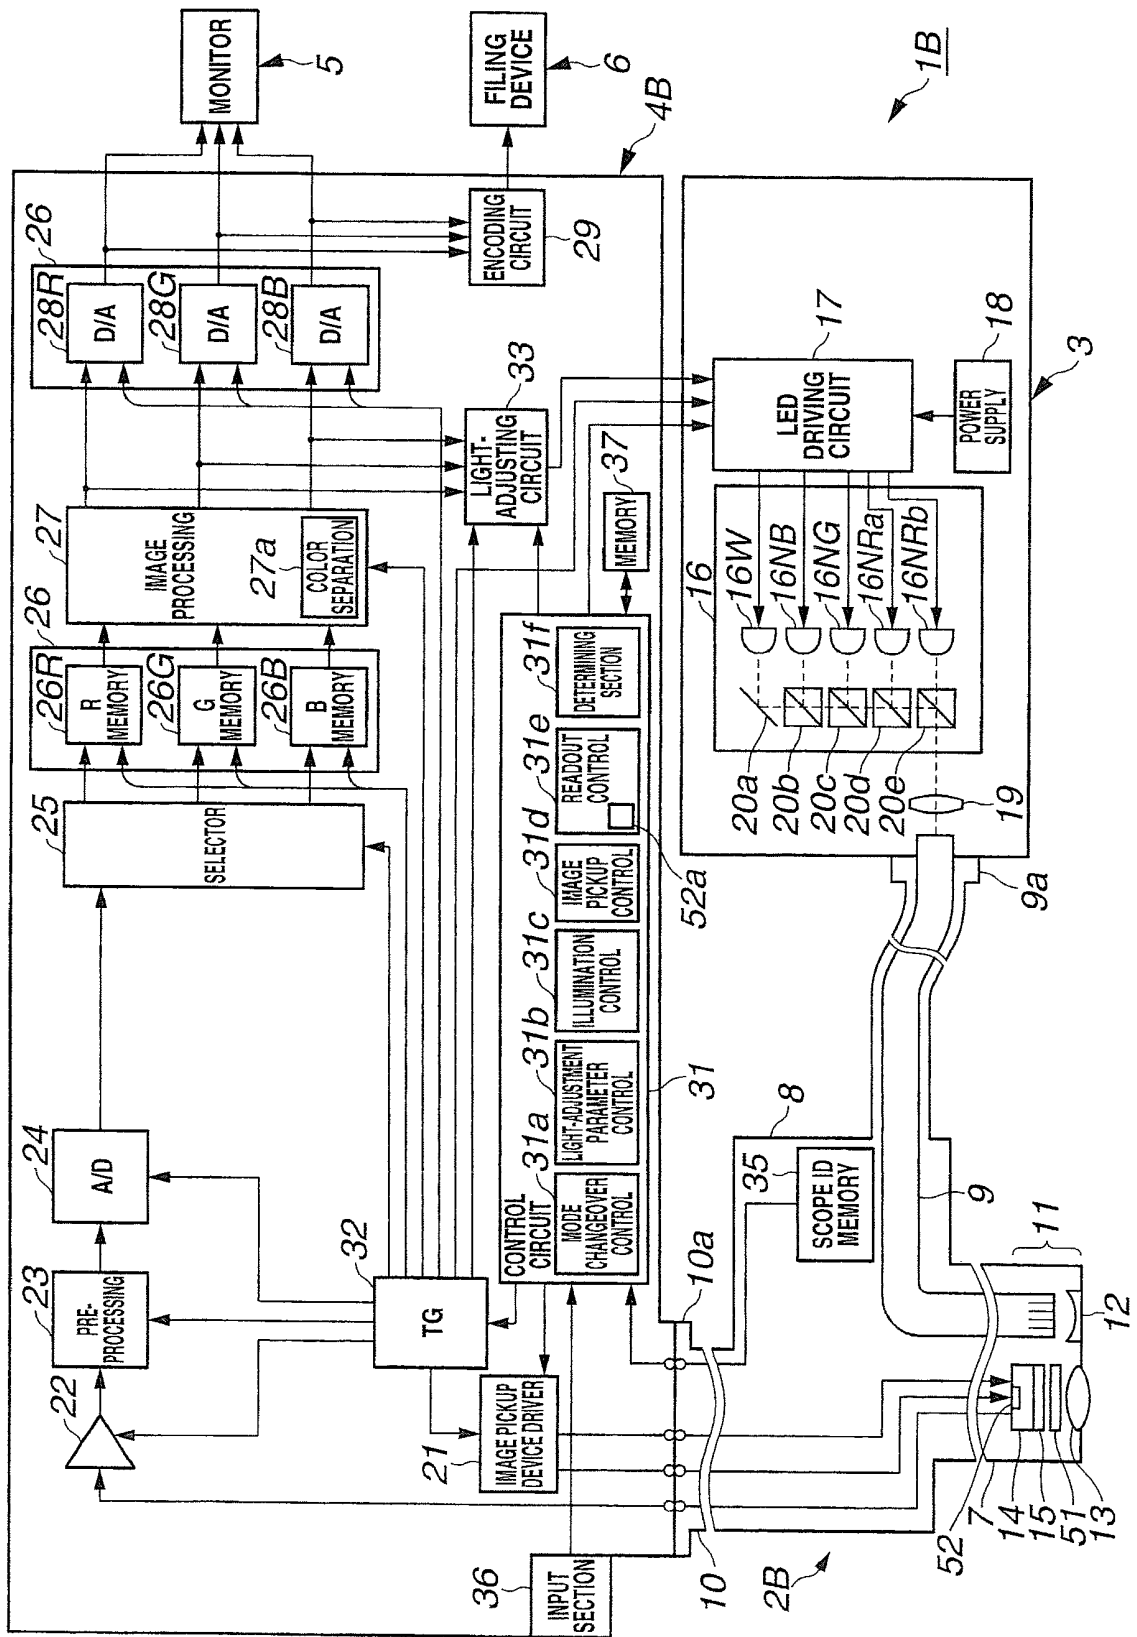 MONITOR
5
FILING
DEVICE
6
4B
1B
28R
D/A
28G
D/A
28B
D/A
26
ENCODING
CIRCUIT
29
27
IMAGE
PROCESSING
27a
COLOR
SEPARATION
LIGHT-
ADJUSTING
CIRCUIT
33
26
26R
R
MEMORY
26G
G
MEMORY
26B
B
MEMORY
25
SELECTOR
24
A/D
23
PRE-
PROCESSING
22
32
TG
21
IMAGE PICKUP
DEVICE DRIVER
CONTROL
CIRCUIT
31a
MODE
CHANGEOVER
CONTROL
31b
LIGHT-ADJUSTMENT
PARAMETER
CONTROL
31c
ILLUMINATION
CONTROL
31d
IMAGE
PICKUP
CONTROL
31e
READOUT
CONTROL
52a
31f
DETERMINING
SECTION
31
MEMORY
37
36
INPUT
SECTION
LED
DRIVING
CIRCUIT
17
POWER
SUPPLY
18
3
16
16W
16NB
16NG
16NRa
16NRb
20a
20b
20c
20d
20e
19
9a
10a
10
2B
8
35
SCOPE ID
MEMORY
9
11
12
52
7
14
15
51
13